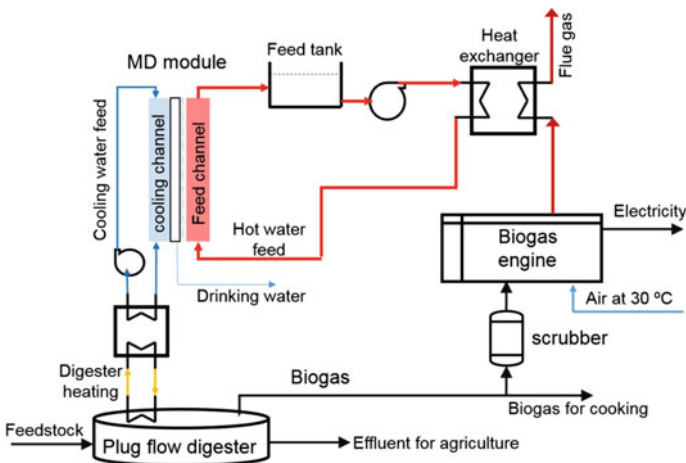 Feed tank
Heat
exchanger
Flue gas
MD module
Cooling water feed
cooling channel
Feed channel
Hot water
feed
Drinking water
Electricity
Biogas
engine
Air at 30 ºC
scrubber
Digester
heating
Biogas
Biogas for cooking
Feedstock
Plug flow digester
Effluent for agriculture